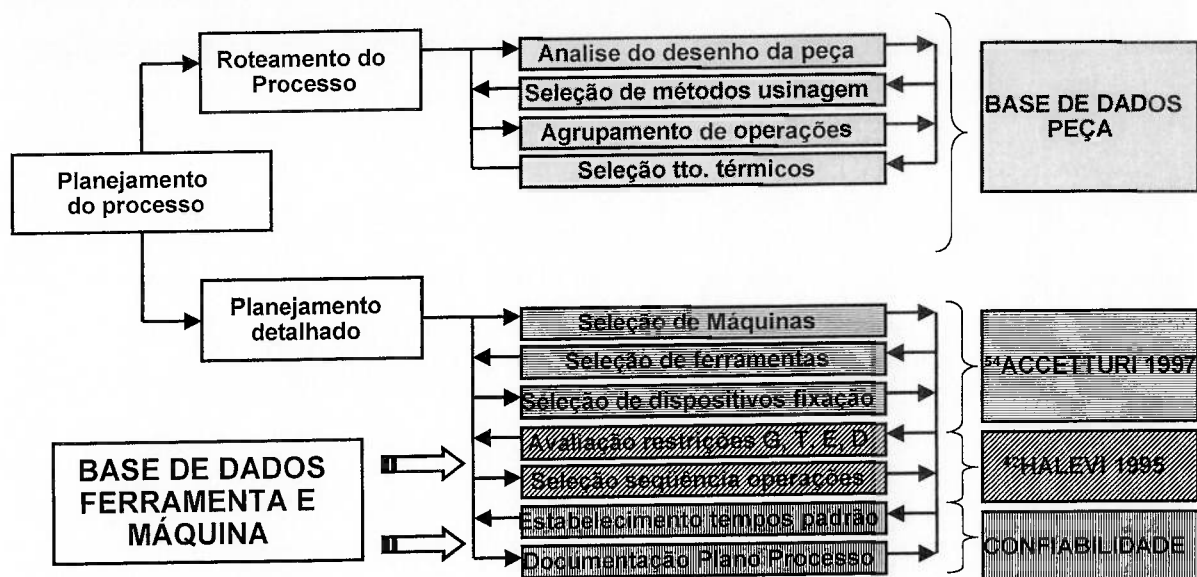 Roteamento do
Processo
Analise do desenho da peça
Seleção de métodos usinagem
Agrupamento de operações
Seleção tto. térmicos
BASE DE DADOS
PEÇA
Planejamento
do processo
Planejamento
detalhado
Seleção de Máquinas
Seleção de ferramentas
Seleção de dispositivos fixação
Avaliação restrições G, T, E, D
Seleção seqüência operações
Estabelecimento tempos padrão
Documentação Plano Processo
⁵⁴ACCETTURI 1997
HALEVI 1995
CONFIABILIDADE
BASE DE DADOS
FERRAMENTA E
MÁQUINA